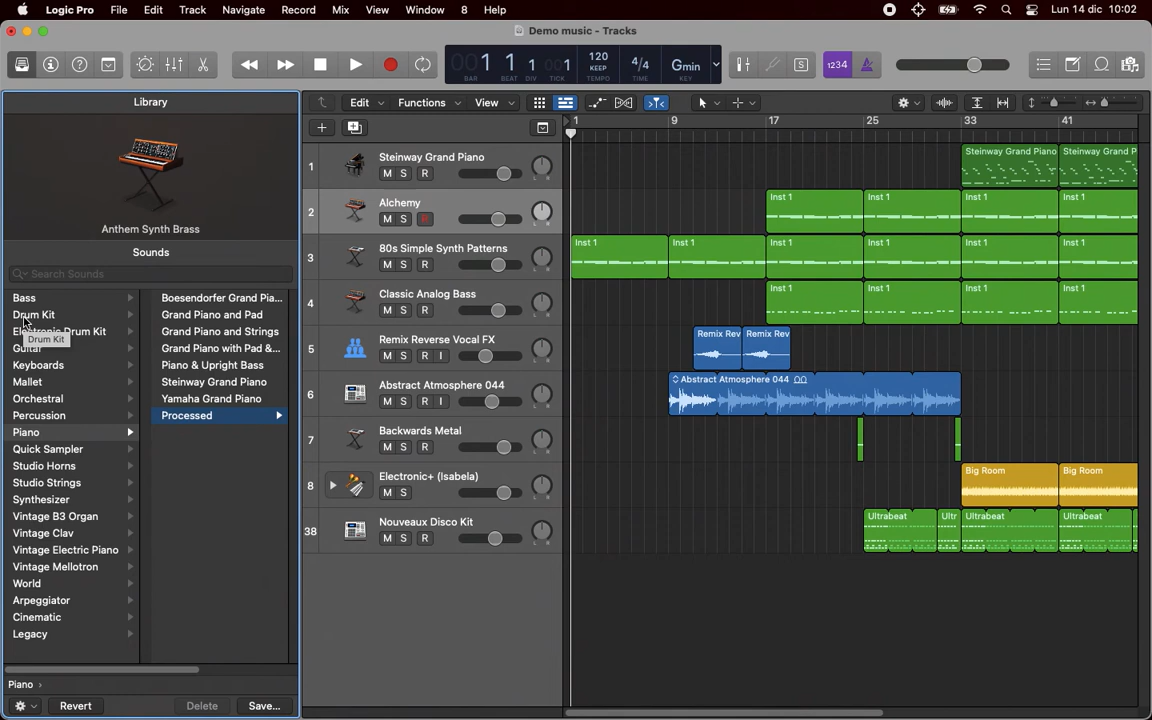 Logic Pro File Edit Track Navigate Record Mix View Window 8 Help Lun 14 dic 10:02
Demo music - Tracks
001 1 1 001 120 KEEP 4/4 Gmin 1234
BAR BEAT DIV TICK TEMPO TIME KEY
Library
Edit Functions View
1 9 17 25 33 41
Anthem Synth Brass
Sounds
Search Sounds
Bass
Drum Kit
Electronic Drum Kit
Drum Kit
Guitar
Keyboards
Mallet
Orchestral
Percussion
Piano
Quick Sampler
Studio Horns
Studio Strings
Synthesizer
Vintage B3 Organ
Vintage Clav
Vintage Electric Piano
Vintage Mellotron
World
Arpeggiator
Cinematic
Legacy
Boesendorfer Grand Pia...
Grand Piano and Pad
Grand Piano and Strings
Grand Piano with Pad &...
Piano & Upright Bass
Steinway Grand Piano
Yamaha Grand Piano
Processed
Piano
Revert Delete Save...
1 Steinway Grand Piano
M S R
2 Alchemy
M S R
3 80s Simple Synth Patterns
M S R
4 Classic Analog Bass
M S R
5 Remix Reverse Vocal FX
M S R I
6 Abstract Atmosphere 044
M S R I
7 Backwards Metal
M S R
8 Electronic+ (Isabela)
M S
38 Nouveaux Disco Kit
M S R
Steinway Grand Piano Steinway Grand P
Inst 1 Inst 1 Inst 1 Inst 1
Inst 1 Inst 1 Inst 1 Inst 1 Inst 1 Inst 1
Inst 1 Inst 1 Inst 1 Inst 1
Remix Rev Remix Rev
Abstract Atmosphere 044
Big Room Big Room
Ultrabeat Ultr Ultrabeat Ultrabeat